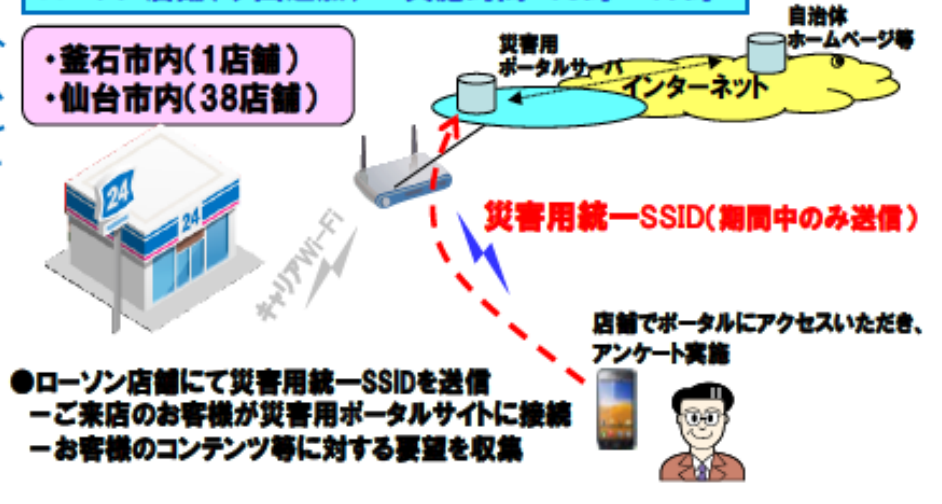 ・釜石市内(1店舗)
・仙台市内(38店舗)
災害用
ポータルサーバ
自治体
ホームページ等
インターネット
24
24
キャリアWi-Fi
災害用統一SSID(期間中のみ送信)
店舗でポータルにアクセスいただき、
アンケート実施
●ローソン店舗にて災害用統一SSIDを送信
－ご来店のお客様が災害用ポータルサイトに接続
－お客様のコンテンツ等に対する要望を収集